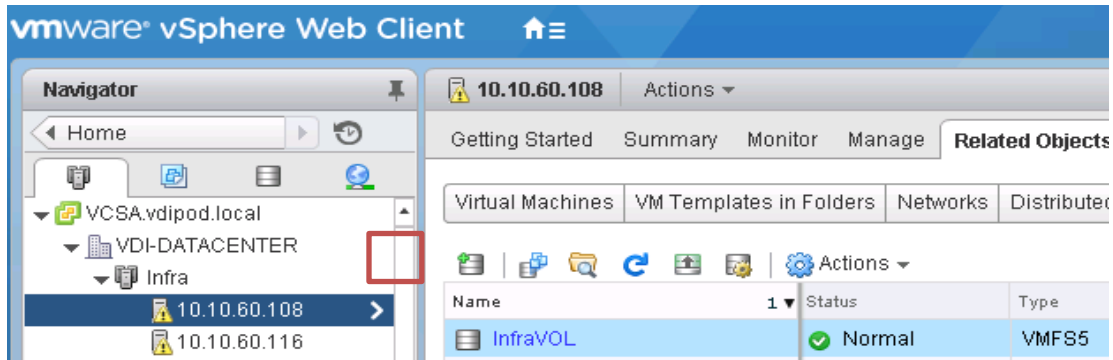 vmware® vSphere Web Client
Navigator
Home
VCSA.vdipod.local
VDI-DATACENTER
Infra
10.10.60.108
10.10.60.116
10.10.60.108 Actions
Getting Started Summary Monitor Manage Related Objects
Virtual Machines VM Templates in Folders Networks Distributed
Actions
Name 1 Status Type
InfraVOL Normal VMFS5